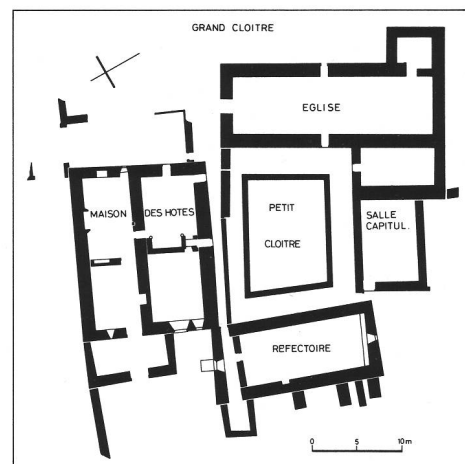 GRAND CLOITRE
EGLISE
MAISON DES HOTES
PETIT
CLOITRE
SALLE
CAPITUL.
REFECTOIRE
0 5 10m